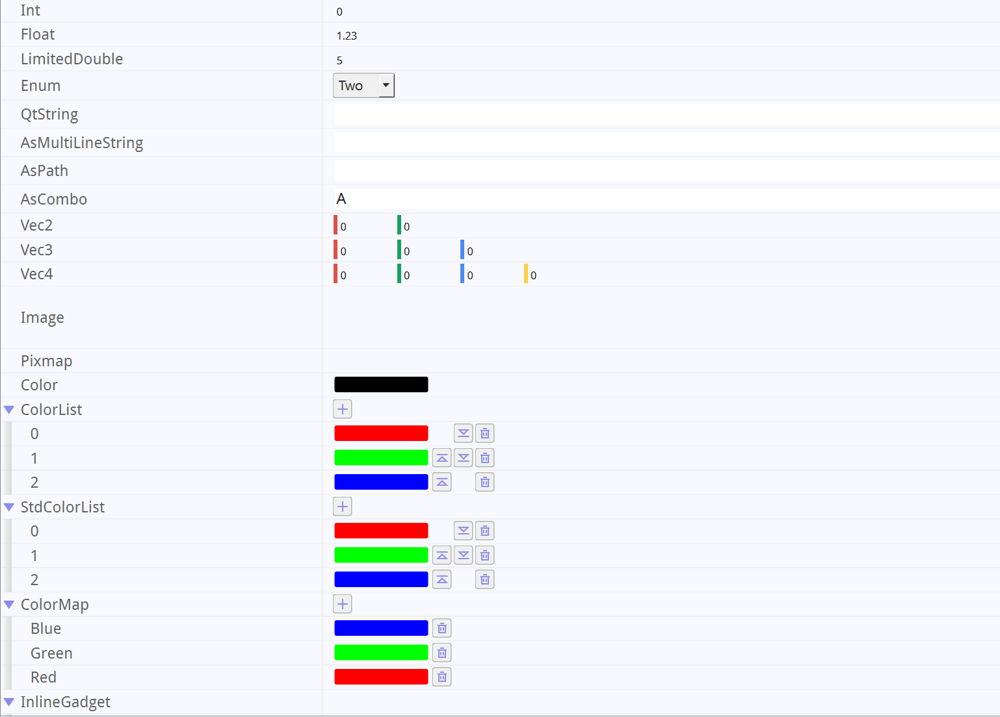 Int 0
Float 1.23
LimitedDouble 5
Enum Two
QtString
AsMultiLineString
AsPath
AsCombo A
Vec2 0 0
Vec3 0 0 0
Vec4 0 0 0 0
Image
Pixmap
Color
ColorList
0
1
2
StdColorList
0
1
2
ColorMap
Blue
Green
Red
InlineGadget